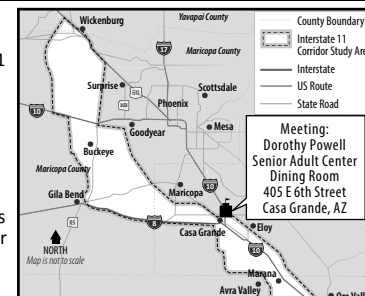 Wickenburg
Yavapai County
Maricopa County
17
60
Surprise
303
Scottsdale
Phoenix
10
Goodyear
Mesa
Buckeye
Maricopa County
Maricopa
10
Gila Bend
85
8
Casa Grande
Eloy
10
Marana
Avra Valley
NORTH
Map is not to scale
County Boundary
Interstate 11
Corridor Study Are
Interstate
US Route
State Road
Meeting:
Dorothy Powell
Senior Adult Center
Dining Room
405 E 6th Street
Casa Grande, AZ
1
s
r